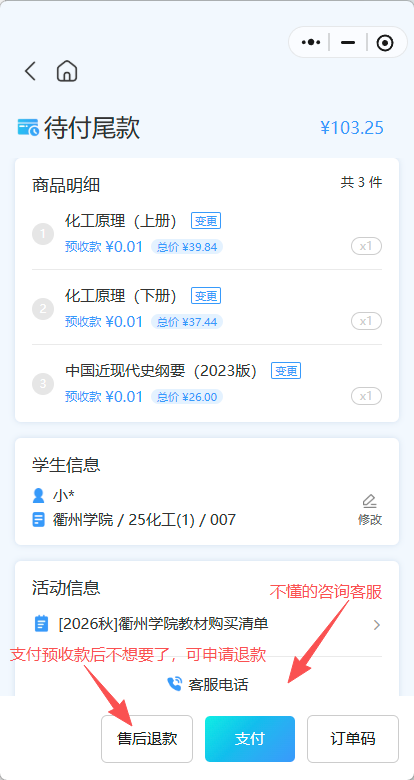 待付尾款
¥103.25
商品明细
共 3 件
1
化工原理（上册） 变更
预收款 ¥0.01 总价 ¥39.84
x1
2
化工原理（下册） 变更
预收款 ¥0.01 总价 ¥37.44
x1
3
中国近现代史纲要（2023版） 变更
预收款 ¥0.01 总价 ¥26.00
x1
学生信息
小*
衢州学院 / 25化工(1) / 007
修改
活动信息
不懂的咨询客服
[2026秋]衢州学院教材购买清单
支付预收款后不想要了，可申请退款
客服电话
售后退款
支付
订单码